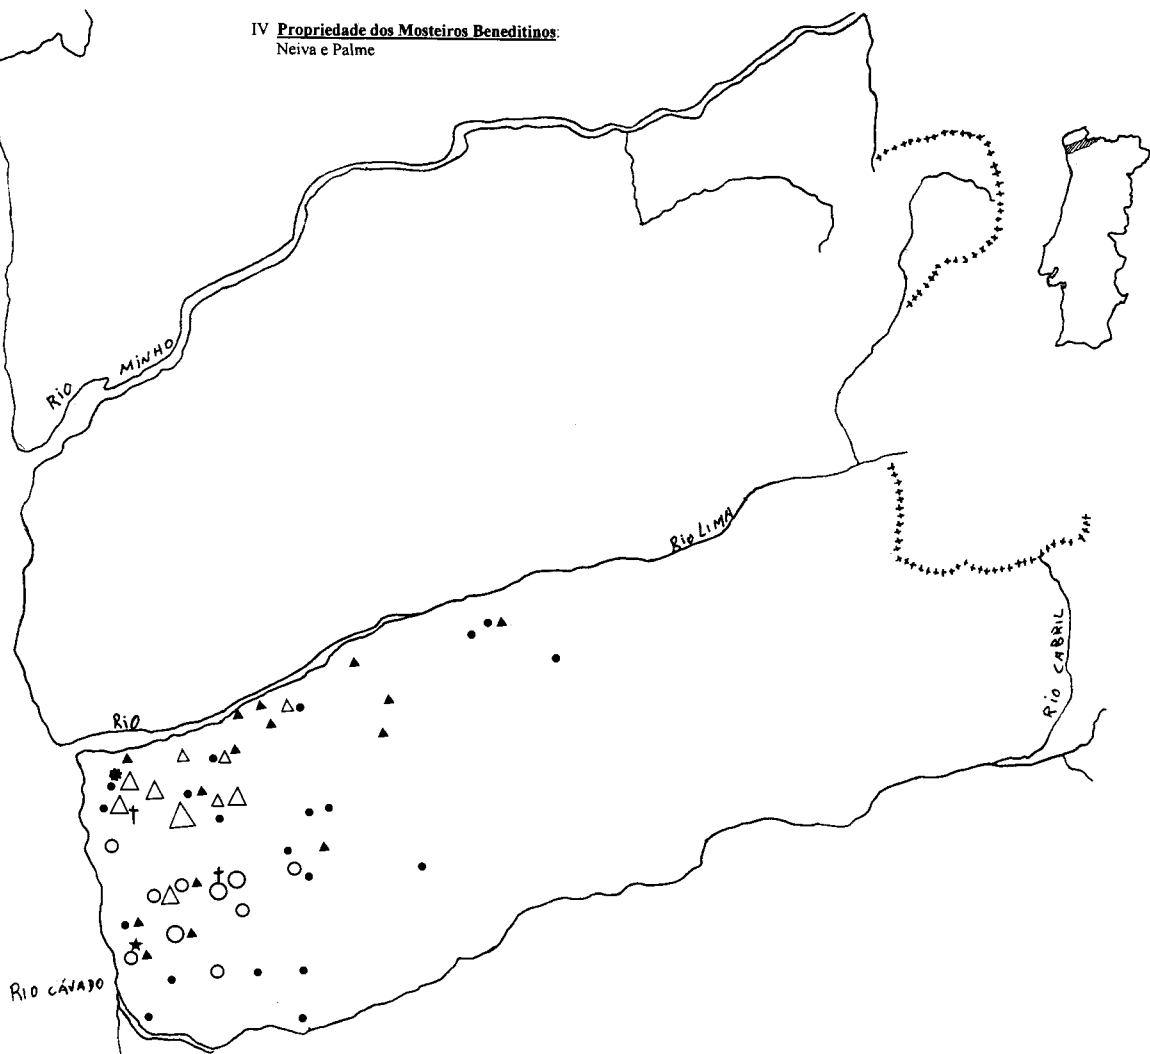 IV Propriedade dos Mosteiros Beneditinos:
Neiva e Palme
RIO MINHO
RIO LIMA
RIO CABRIL
RIO
RIO CÁVADO